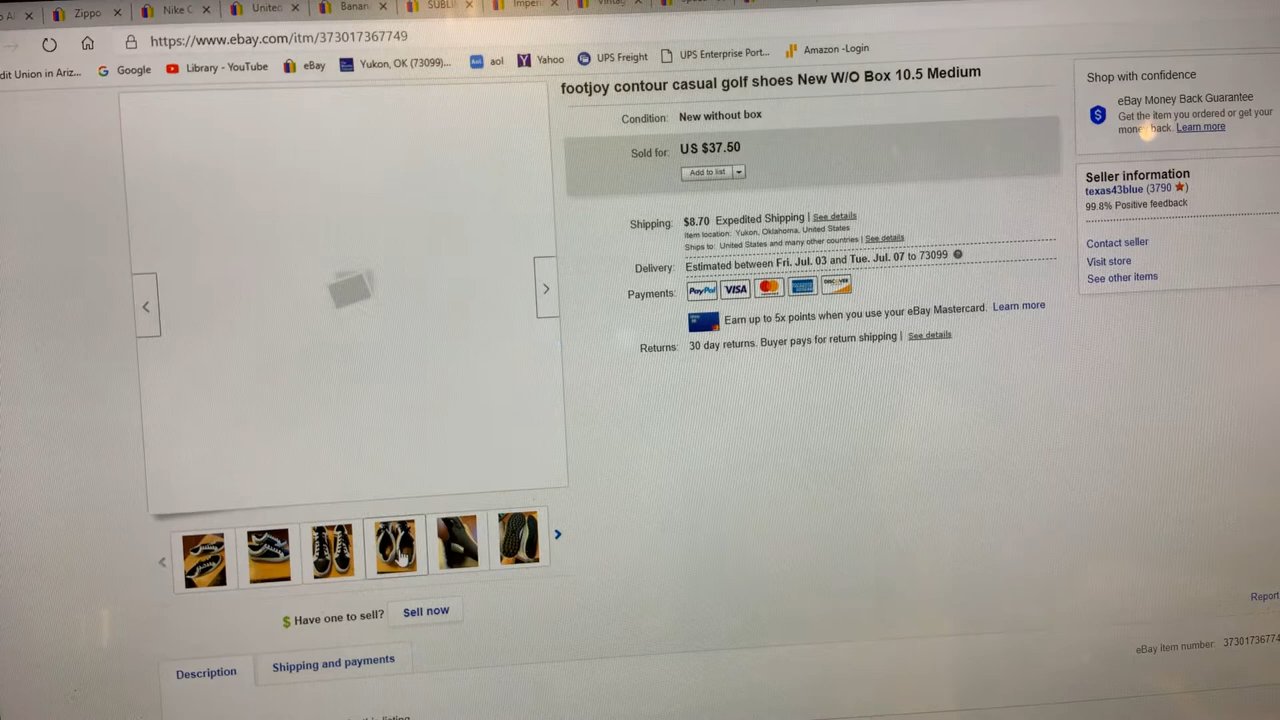 Zippo
Nike C
United
Banan
SUBLI
Imperi
https://www.ebay.com/itm/373017367749
dit Union in Ariz...
Google
Library - YouTube
eBay
Yukon, OK (73099)...
aol
Yahoo
UPS Freight
UPS Enterprise Port...
Amazon -Login
footjoy contour casual golf shoes New W/O Box 10.5 Medium
Condition: New without box
Sold for: US $37.50
Add to list
Shipping: $8.70 Expedited Shipping | See details
Item location: Yukon, Oklahoma, United States
Ships to: United States and many other countries | See details
Delivery: Estimated between Fri. Jul. 03 and Tue. Jul. 07 to 73099
Payments: PayPal VISA
Earn up to 5x points when you use your eBay Mastercard. Learn more
Returns: 30 day returns. Buyer pays for return shipping | See details
Shop with confidence
eBay Money Back Guarantee
Get the item you ordered or get your
money back. Learn more
Seller information
texas43blue (3790 ★)
99.8% Positive feedback
Contact seller
Visit store
See other items
$ Have one to sell? Sell now
Report
Description
Shipping and payments
eBay item number: 37301736774